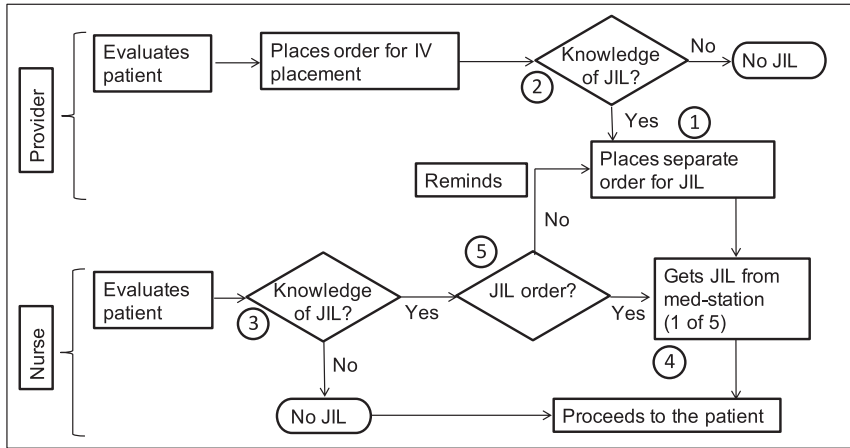 Provider
Evaluates
patient
Places order for IV
placement
Knowledge
of JIL?
2
No
No JIL
Yes
1
Places separate
order for JIL
Reminds
No
Nurse
Evaluates
patient
Knowledge
of JIL?
3
Yes
5
JIL order?
Yes
Gets JIL from
med-station
(1 of 5)
4
No
No JIL
Proceeds to the patient